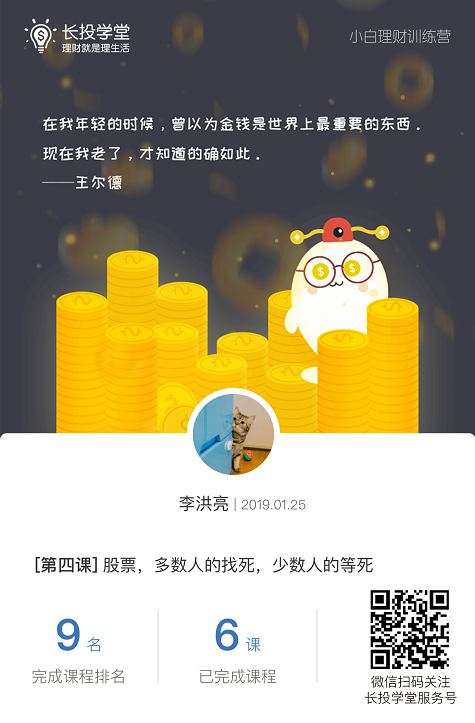 长投学堂
理财就是理生活
小白理财训练营
在我年轻的时候，曾以为金钱是世界上最重要的东西．
现在我老了，才知道的确如此．
——王尔德
李洪亮 | 2019.01.25
[第四课] 股票，多数人的找死，少数人的等死
9 名
完成课程排名
6 课
已完成课程
微信扫码关注
长投学堂服务号